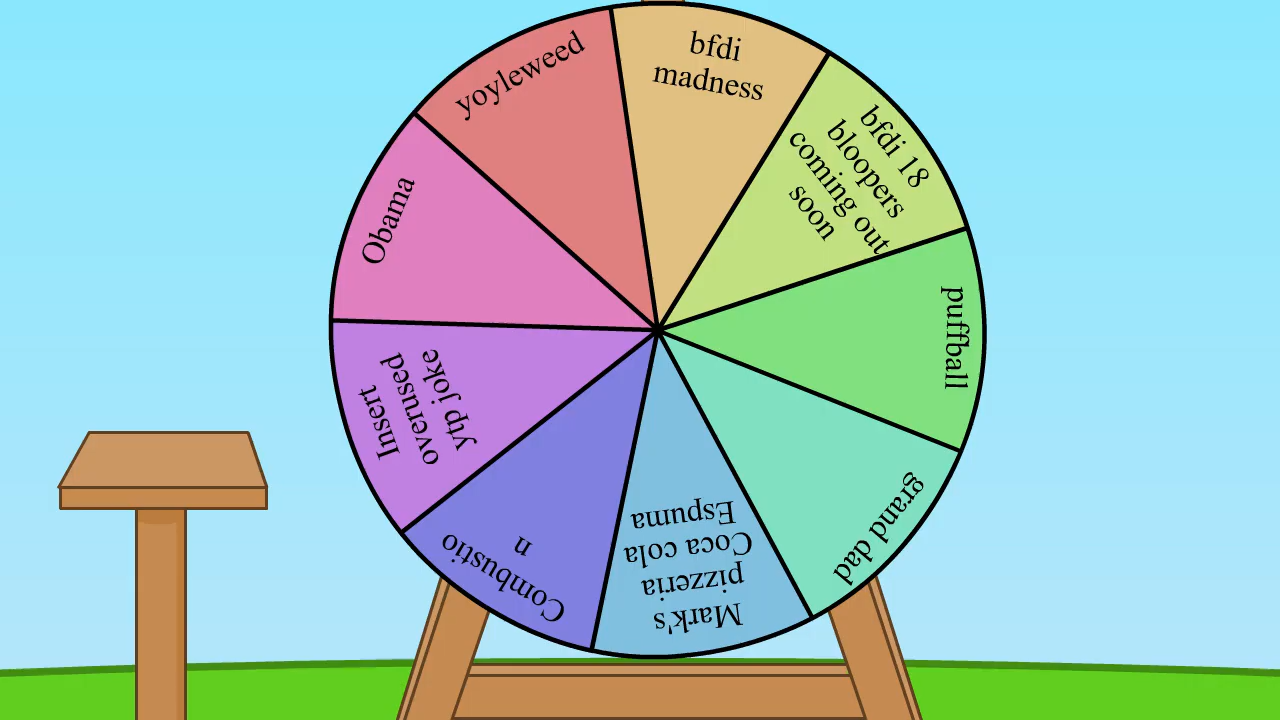 bfdi
madness
bfdi 18
bloopers
coming out
soon
puffball
grand dad
Mark's
pizzeria
Coca cola
Espuma
Combustio
n
Insert
overused
ytp joke
Obama
yoyleweed